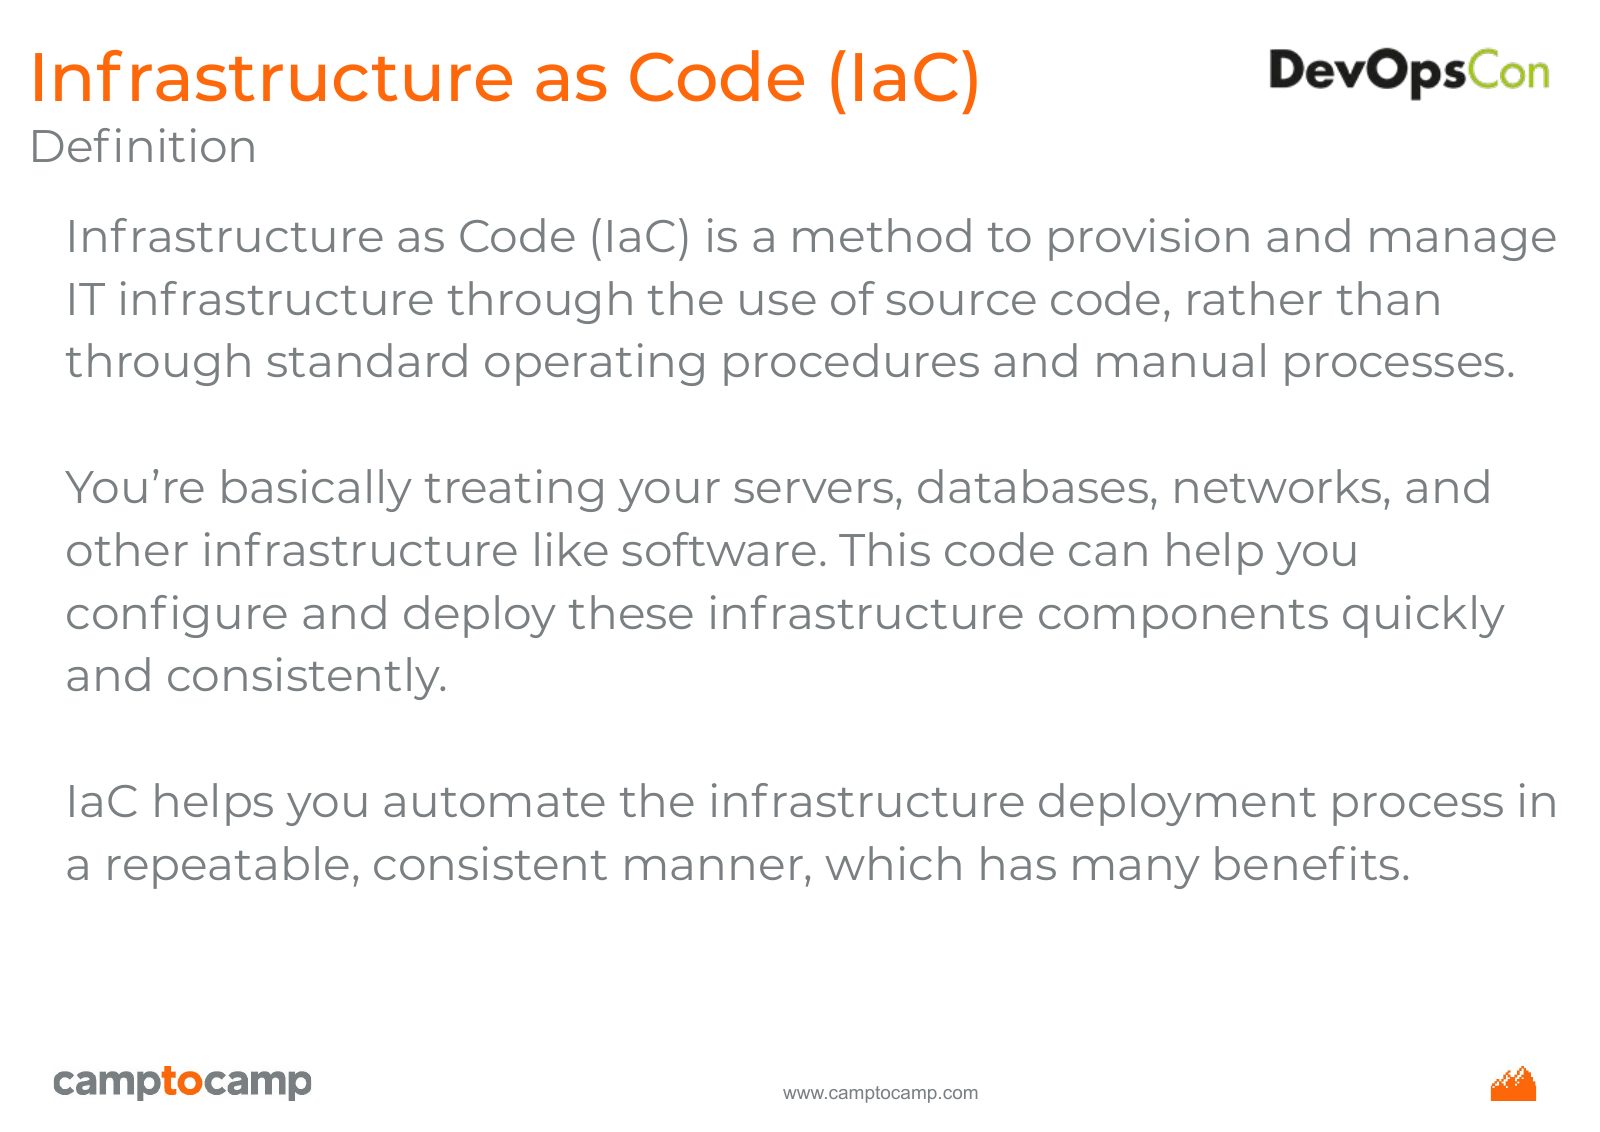 Infrastructure as Code (IaC)
DevOpsCon
Definition
Infrastructure as Code (IaC) is a method to provision and manage
IT infrastructure through the use of source code, rather than
through standard operating procedures and manual processes.
You’re basically treating your servers, databases, networks, and
other infrastructure like software. This code can help you
configure and deploy these infrastructure components quickly
and consistently.
IaC helps you automate the infrastructure deployment process in
a repeatable, consistent manner, which has many benefits.
camptocamp
www.camptocamp.com